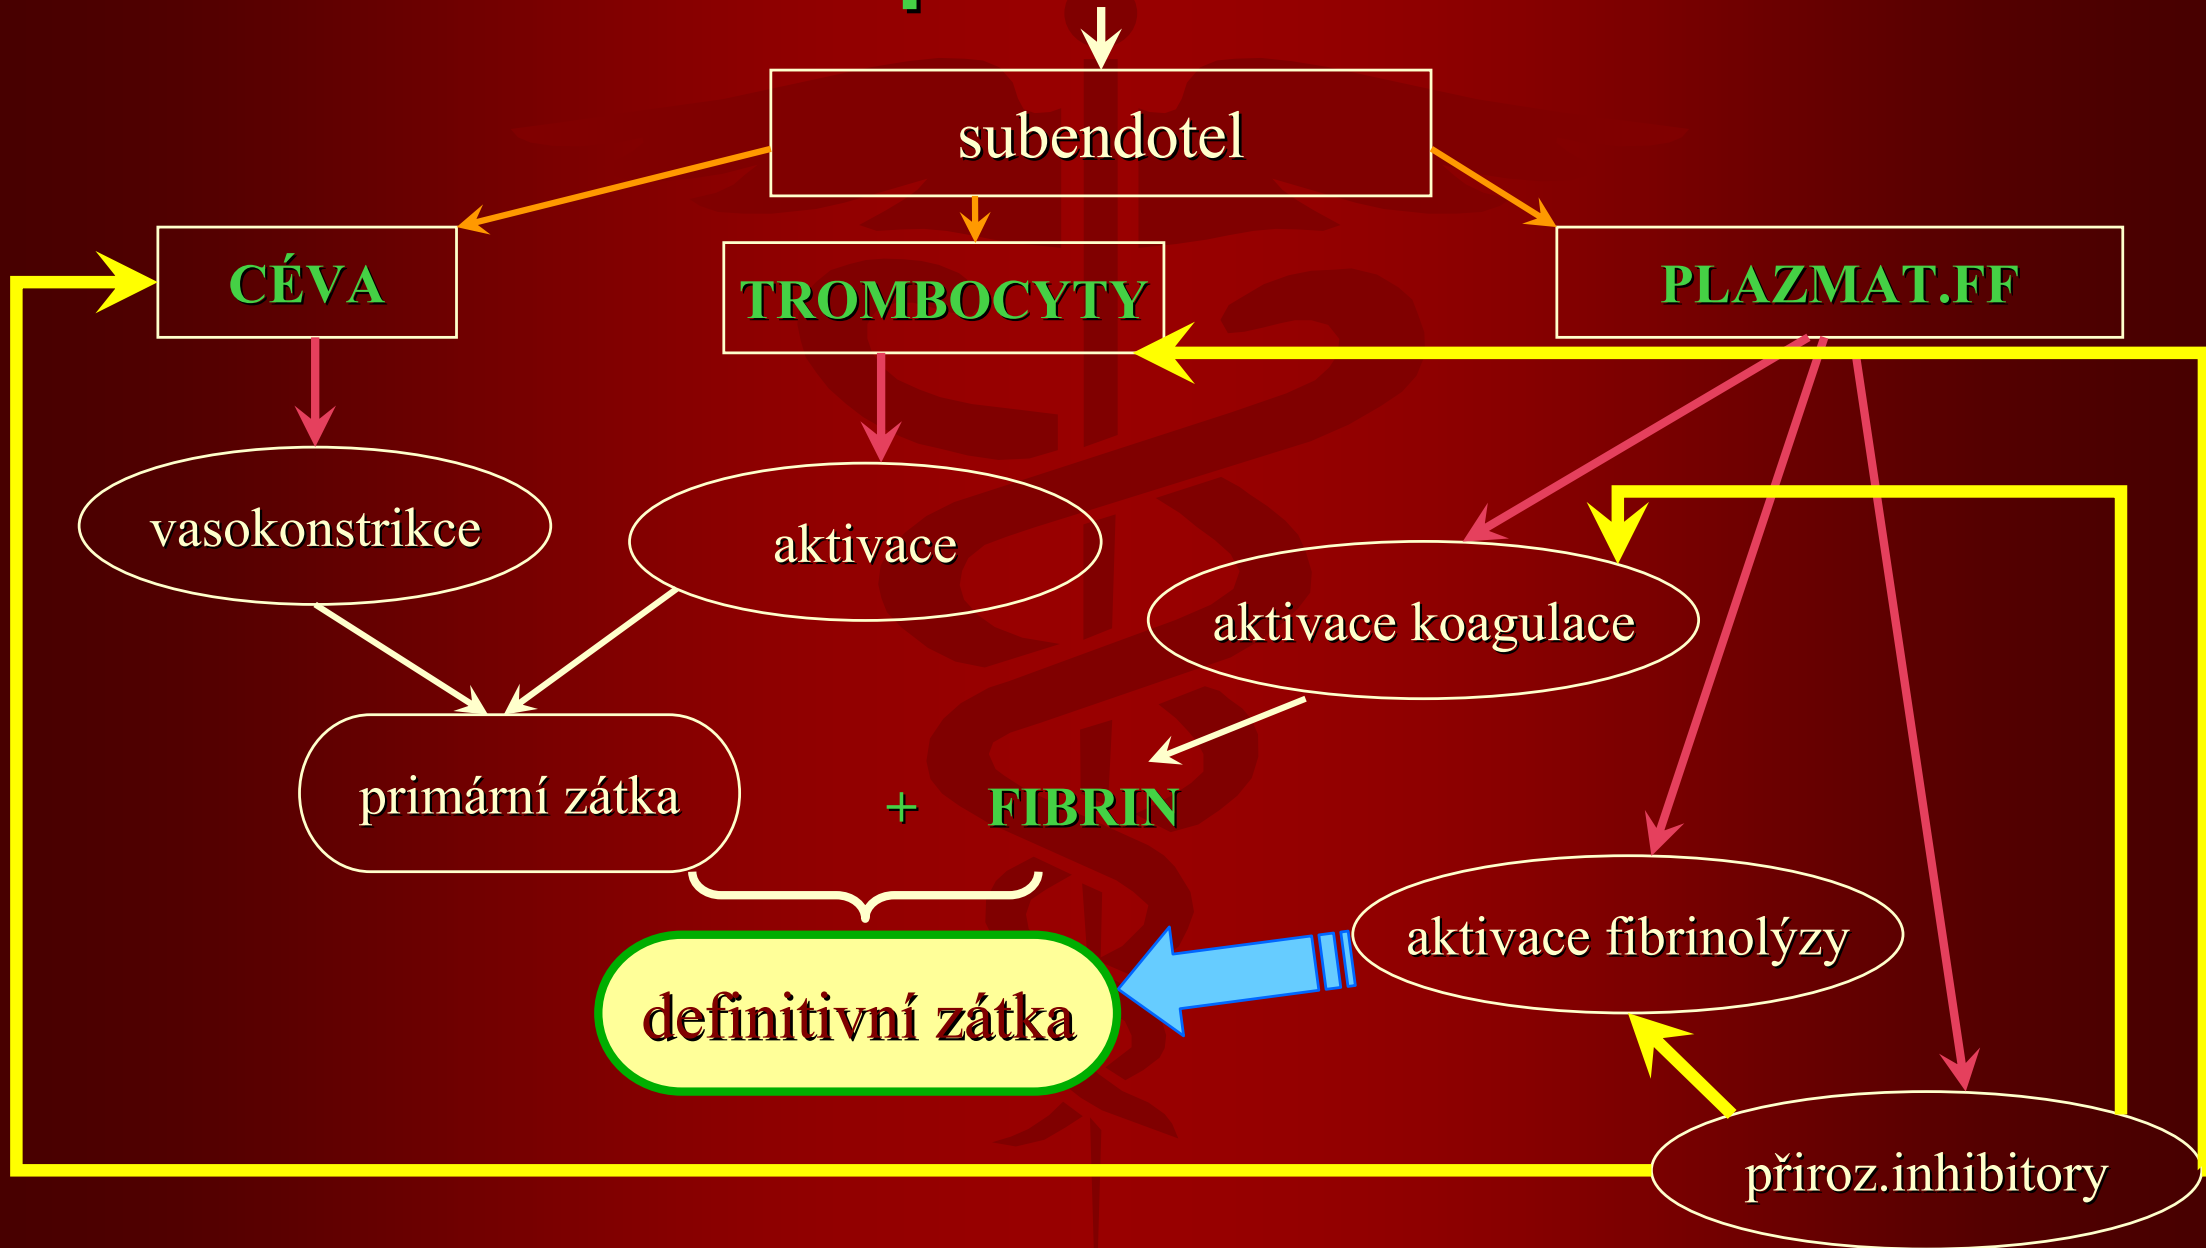 subendotel
CÉVA
TROMBOCYTY
PLAZMAT.FF
vasokonstrikce
aktivace
aktivace koagulace
primární zátka
+ FIBRIN
aktivace fibrinolýzy
definitivní zátka
přiroz.inhibitory